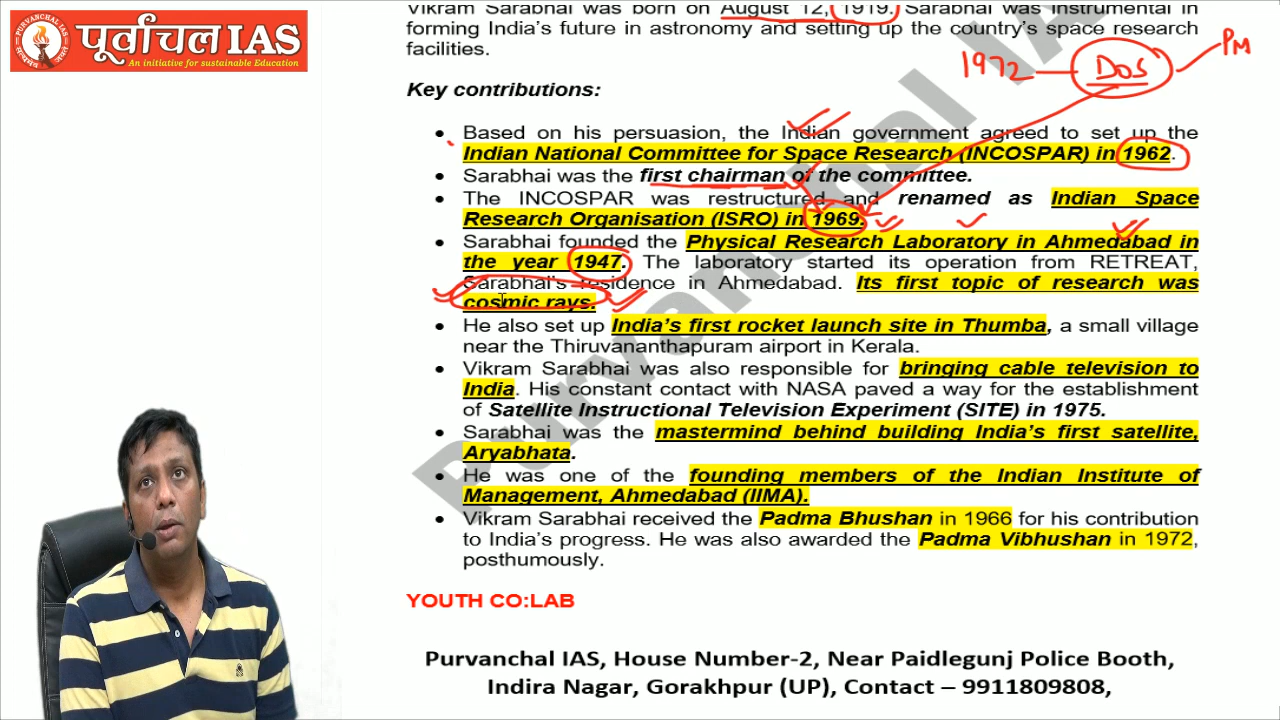 पूर्वांचल IAS
An initiative for sustainable Education
Vikram Sarabhai was born on August 12, 1919. Sarabhai was instrumental in
forming India's future in astronomy and setting up the country's space research
facilities.
1972 DOS PM
Key contributions:
• Based on his persuasion, the Indian government agreed to set up the
Indian National Committee for Space Research (INCOSPAR) in 1962.
• Sarabhai was the first chairman of the committee.
• The INCOSPAR was restructured and renamed as Indian Space
Research Organisation (ISRO) in 1969.
• Sarabhai founded the Physical Research Laboratory in Ahmedabad in
the year 1947. The laboratory started its operation from RETREAT,
Sarabhai's residence in Ahmedabad. Its first topic of research was
cosmic rays.
• He also set up India's first rocket launch site in Thumba, a small village
near the Thiruvananthapuram airport in Kerala.
• Vikram Sarabhai was also responsible for bringing cable television to
India. His constant contact with NASA paved a way for the establishment
of Satellite Instructional Television Experiment (SITE) in 1975.
• Sarabhai was the mastermind behind building India's first satellite,
Aryabhata.
• He was one of the founding members of the Indian Institute of
Management, Ahmedabad (IIMA).
• Vikram Sarabhai received the Padma Bhushan in 1966 for his contribution
to India's progress. He was also awarded the Padma Vibhushan in 1972,
posthumously.
YOUTH CO:LAB
Purvanchal IAS, House Number-2, Near Paidlegunj Police Booth,
Indira Nagar, Gorakhpur (UP), Contact – 9911809808,
Purvanchal IA